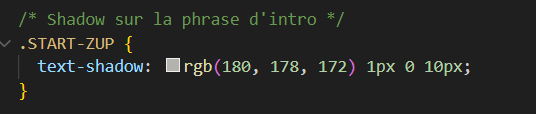 /* Shadow sur la phrase d'intro */
.START-ZUP {
text-shadow: rgb(180, 178, 172) 1px 0 10px;
}